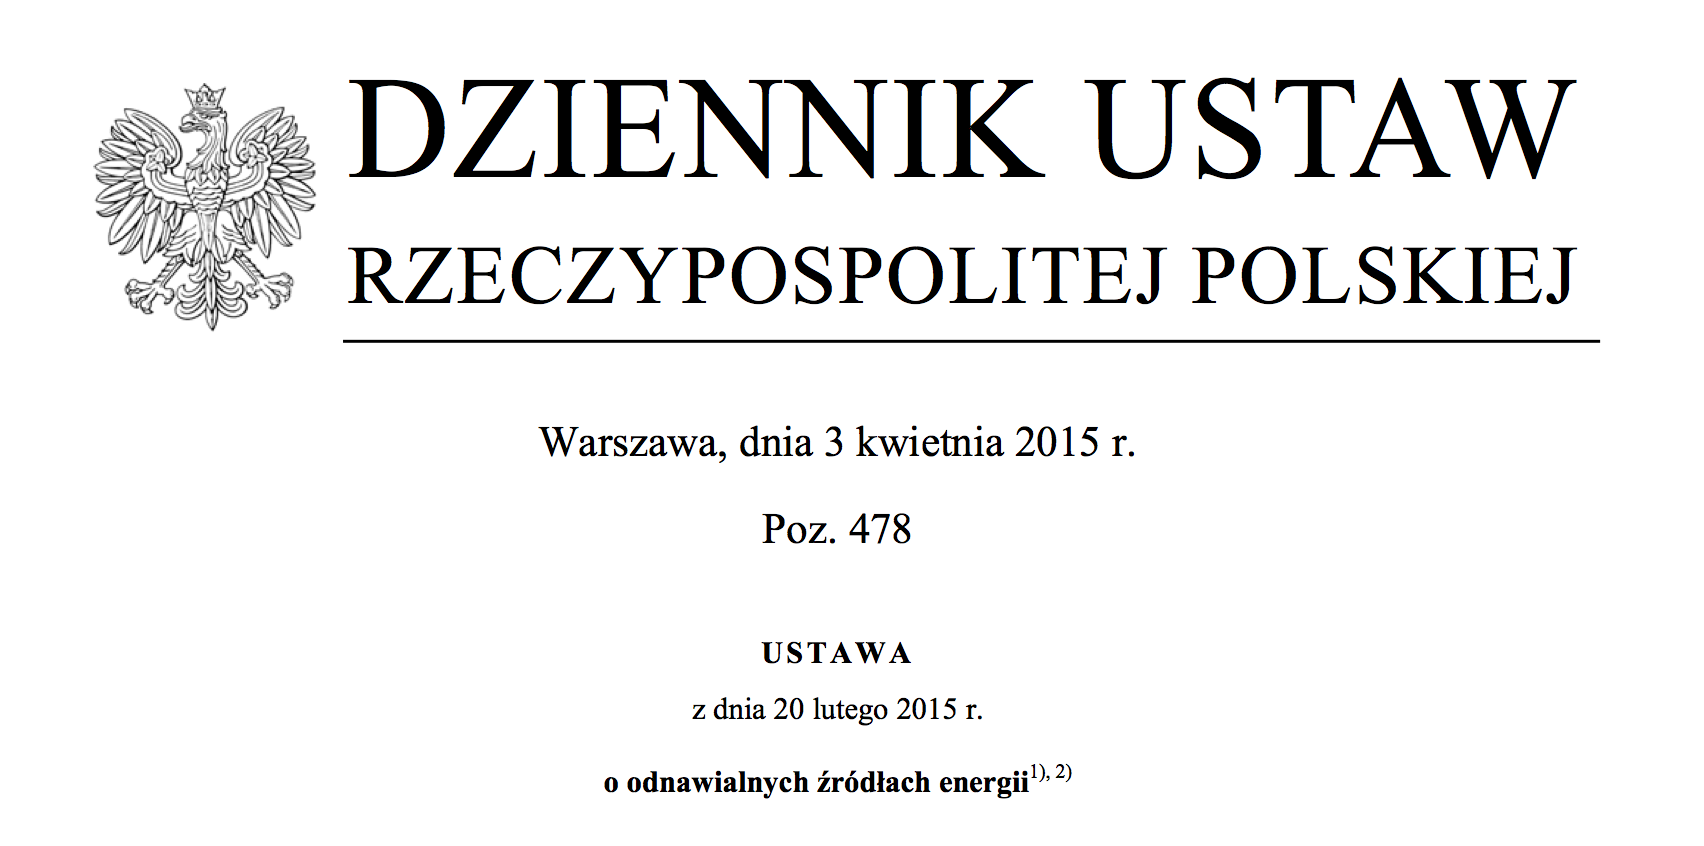 DZIENNIK USTAW
RZECZYPOSPOLITEJ POLSKIEJ
Warszawa, dnia 3 kwietnia 2015 r.
Poz. 478
USTAWA
z dnia 20 lutego 2015 r.
o odnawialnych źródłach energii1), 2)